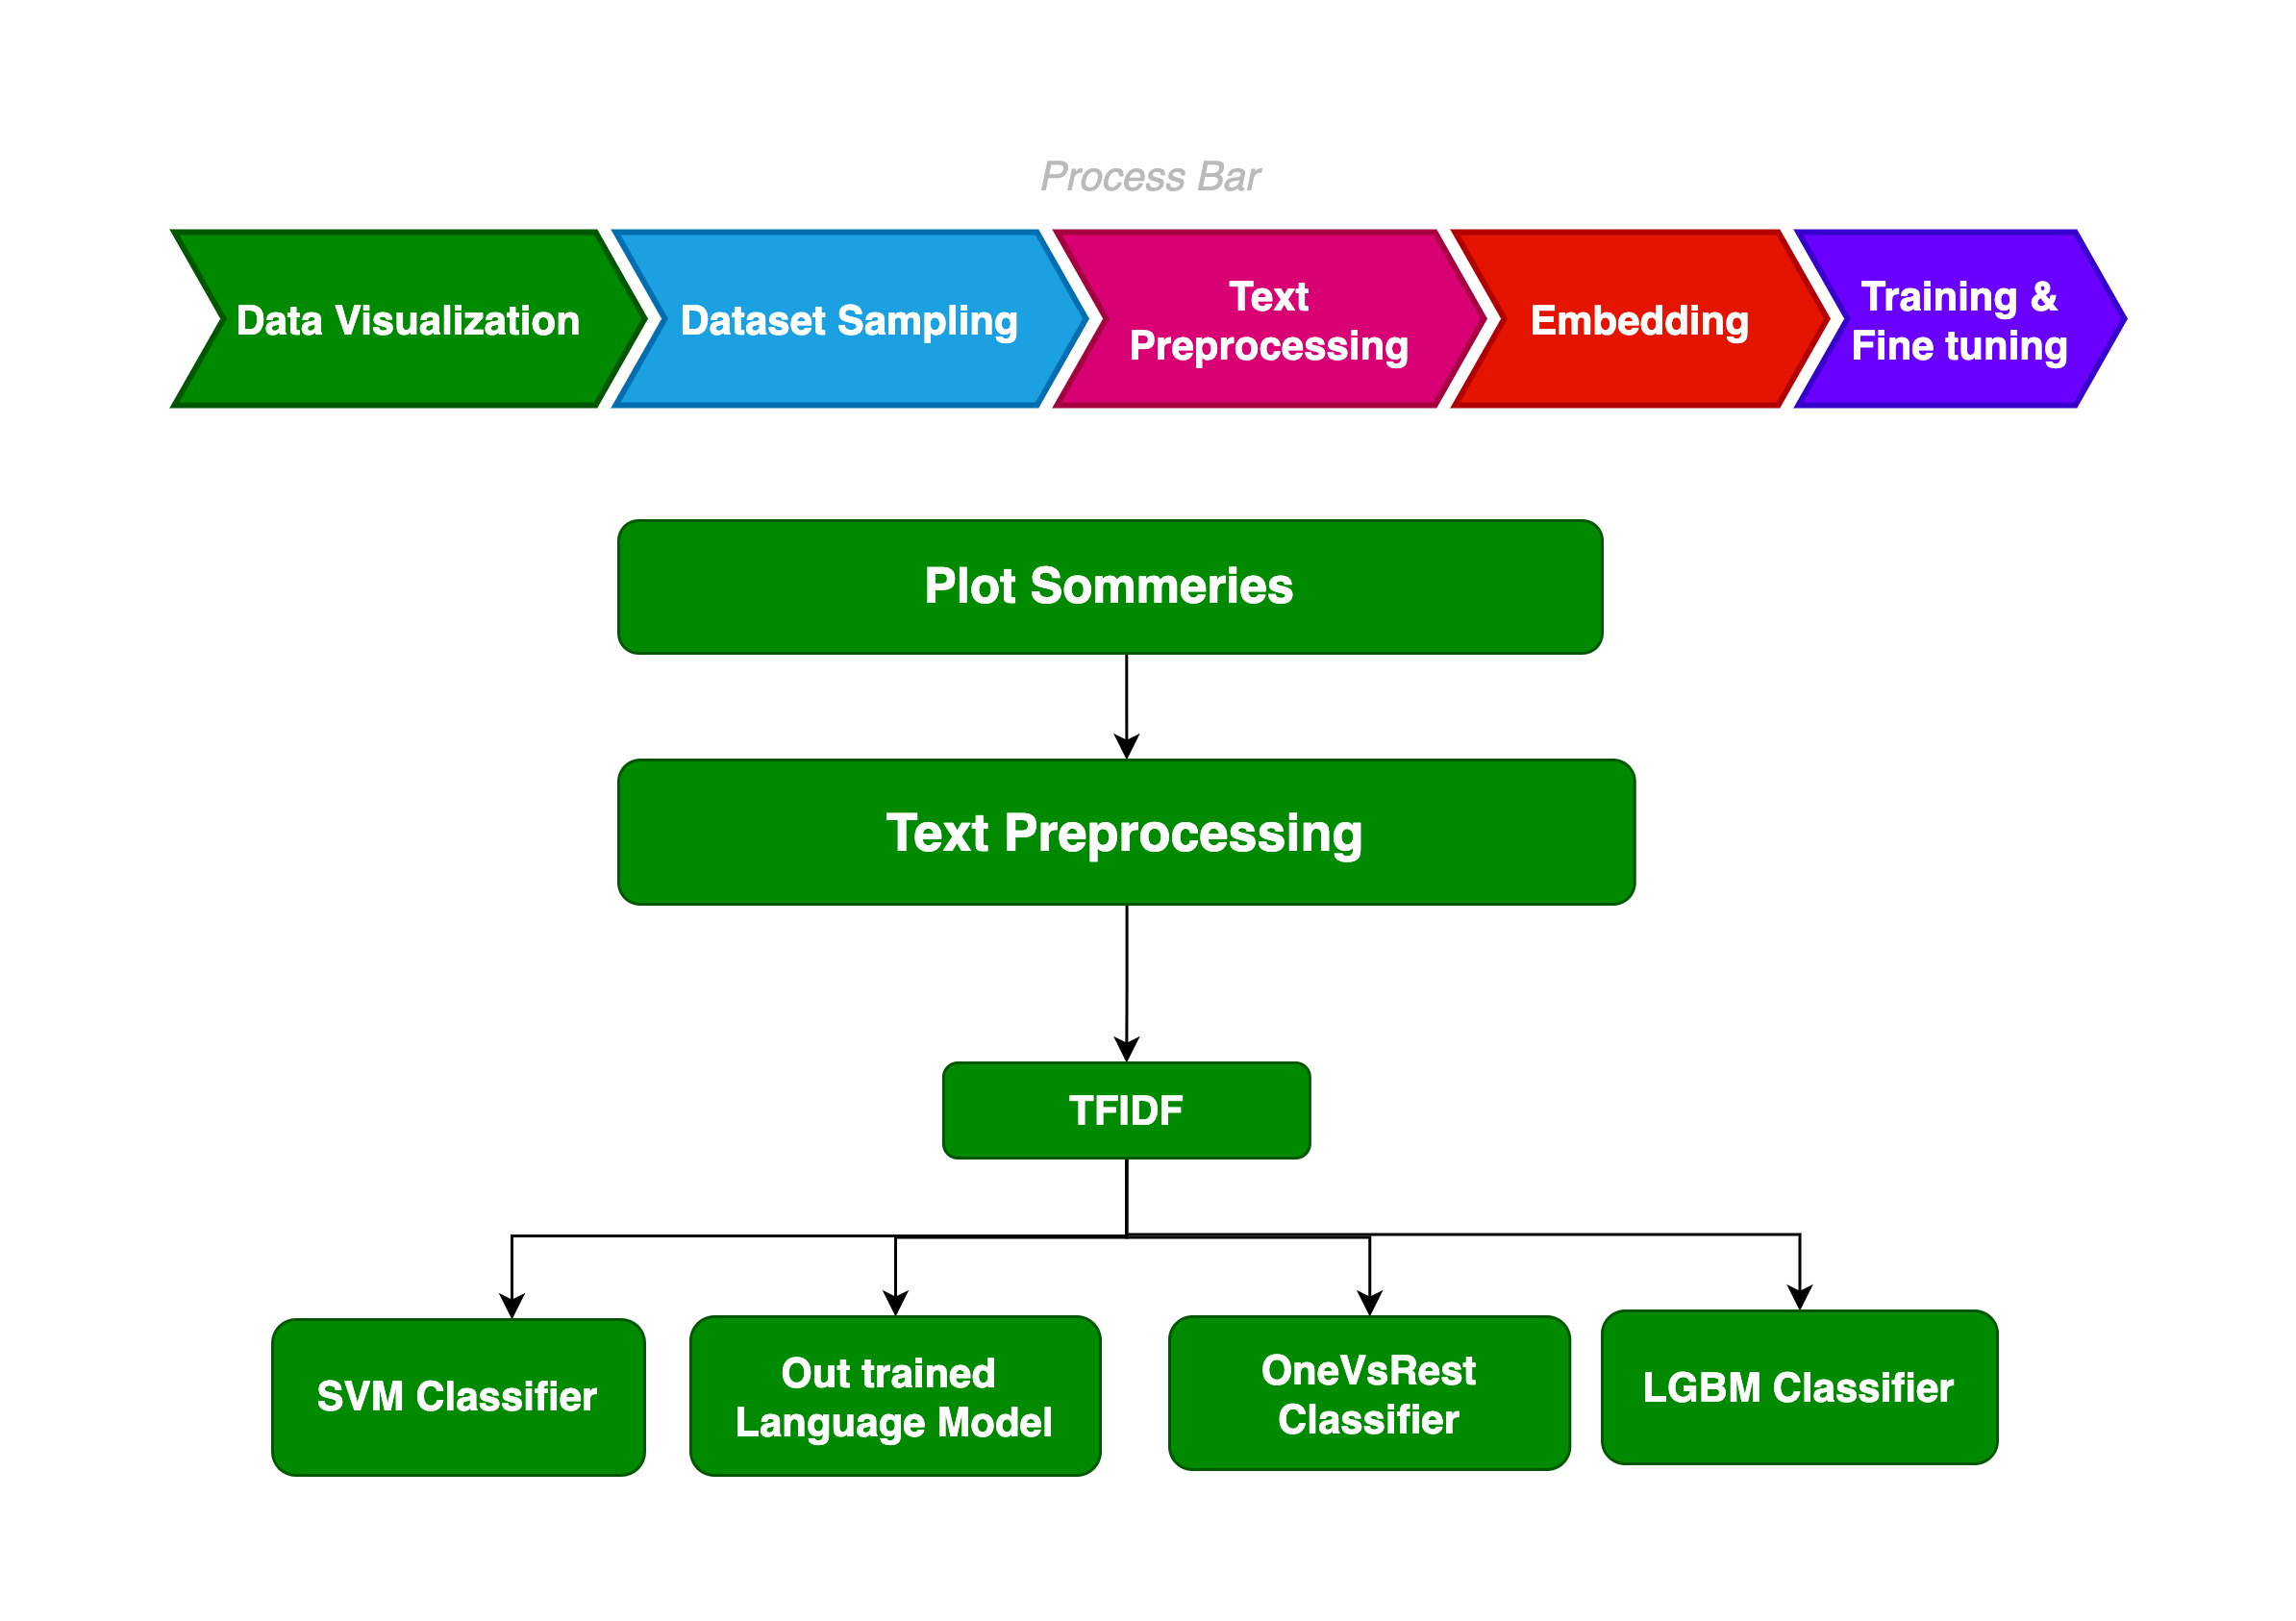 Process Bar
Data Visualization
Dataset Sampling
Text
Preprocessing
Embedding
Training &
Fine tuning
Plot Sommeries
Text Preprocessing
TFIDF
SVM Classifier
Out trained
Language Model
OneVsRest
Classifier
LGBM Classifier